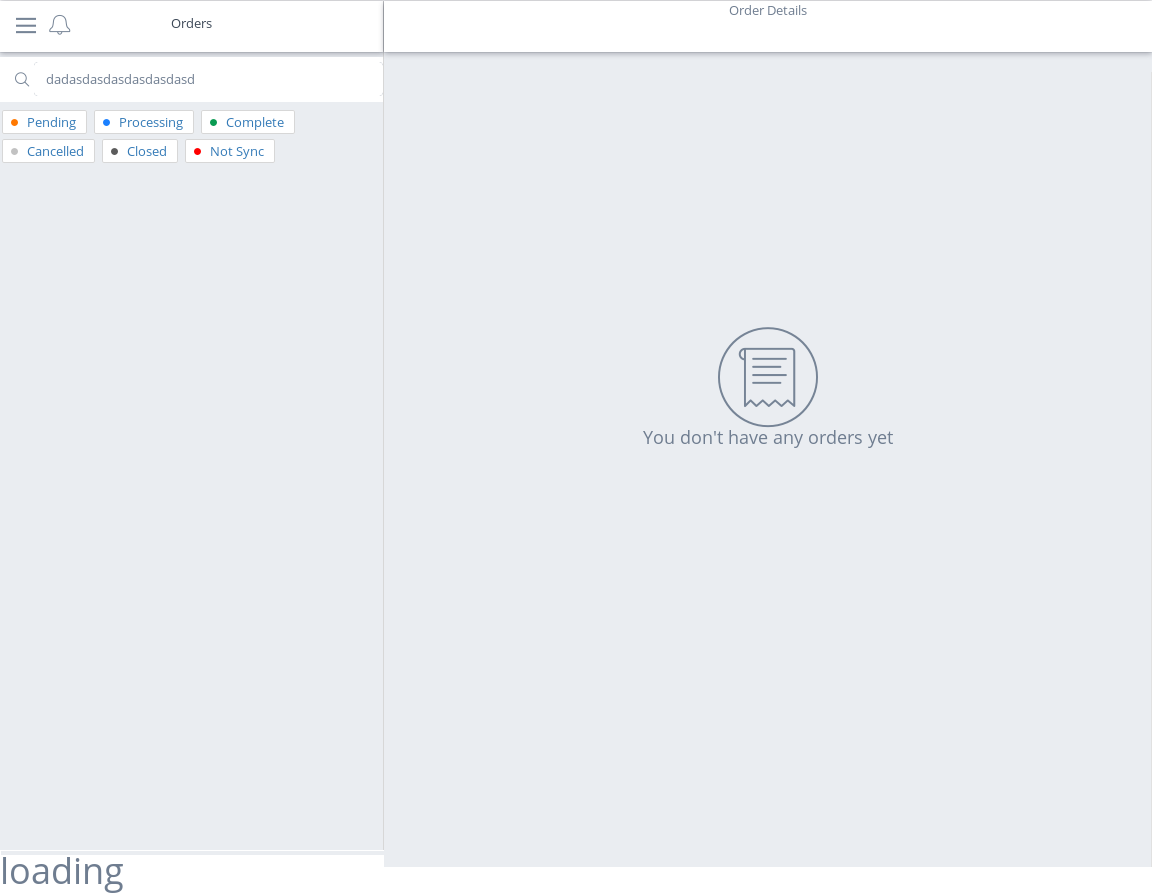 Orders
Order Details
dadasdasdasdasdasdasd
Pending Processing Complete
Cancelled Closed Not Sync
You don't have any orders yet
loading